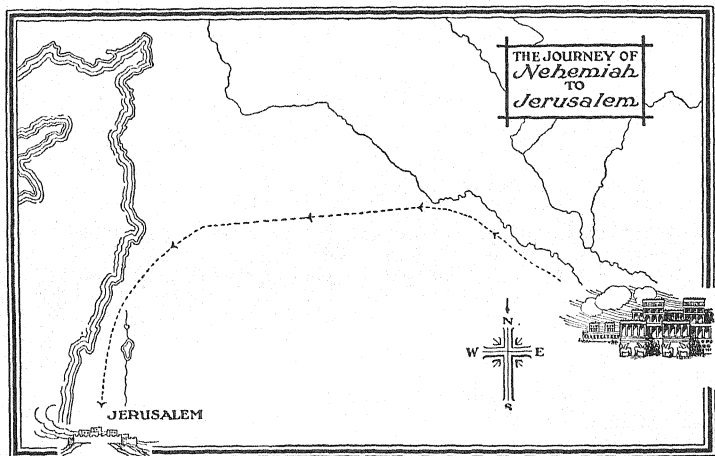 THE JOURNEY OF
Nehemiah
TO
Jerusalem
N
W E
S
JERUSALEM